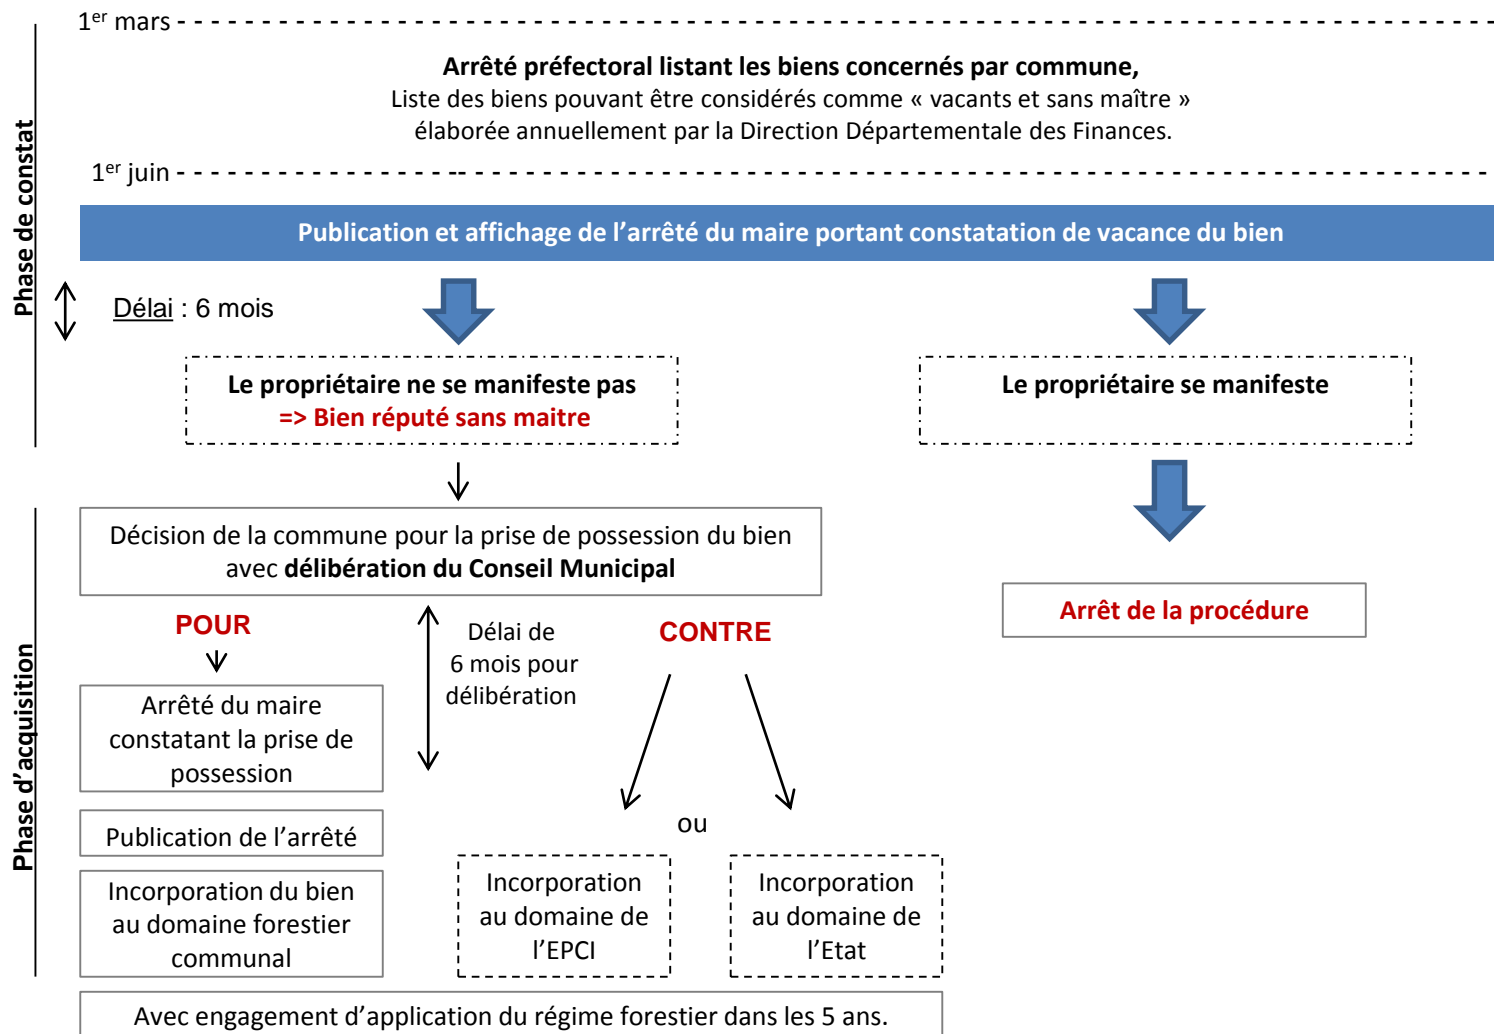 1er mars
Arrêté préfectoral listant les biens concernés par commune,
Liste des biens pouvant être considérés comme « vacants et sans maître »
élaborée annuellement par la Direction Départementale des Finances.
1er juin
Phase de constat
Publication et affichage de l'arrêté du maire portant constatation de vacance du bien
Délai : 6 mois
Le propriétaire ne se manifeste pas
=> Bien réputé sans maitre
Le propriétaire se manifeste
Phase d'acquisition
Décision de la commune pour la prise de possession du bien
avec délibération du Conseil Municipal
Arrêt de la procédure
POUR
Délai de
6 mois pour
délibération
CONTRE
Arrêté du maire
constatant la prise de
possession
Publication de l'arrêté
Incorporation du bien
au domaine forestier
communal
ou
Incorporation
au domaine de
l'EPCI
Incorporation
au domaine de
l'Etat
Avec engagement d'application du régime forestier dans les 5 ans.